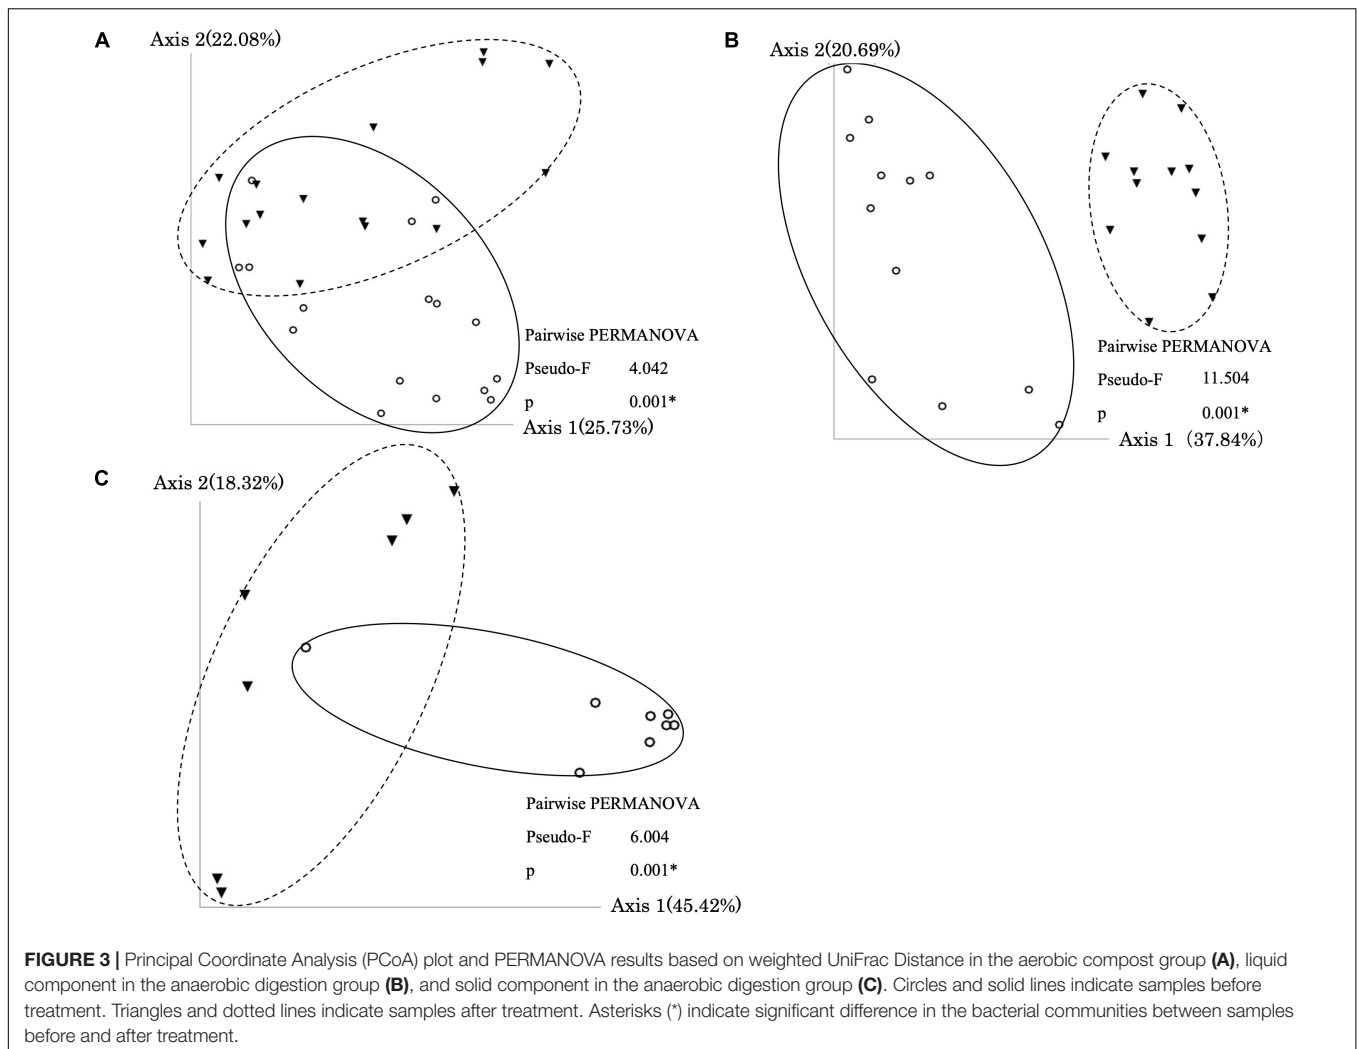 A
Axis 2(22.08%)
Pairwise PERMANOVA
Pseudo-F 4.042
p 0.001*
Axis 1(25.73%)
B
Axis 2(20.69%)
Pairwise PERMANOVA
Pseudo-F 11.504
p 0.001*
Axis 1 (37.84%)
C
Axis 2(18.32%)
Pairwise PERMANOVA
Pseudo-F 6.004
p 0.001*
Axis 1(45.42%)
FIGURE 3 | Principal Coordinate Analysis (PCoA) plot and PERMANOVA results based on weighted UniFrac Distance in the aerobic compost group (A), liquid
component in the anaerobic digestion group (B), and solid component in the anaerobic digestion group (C). Circles and solid lines indicate samples before
treatment. Triangles and dotted lines indicate samples after treatment. Asterisks (*) indicate significant difference in the bacterial communities between samples
before and after treatment.